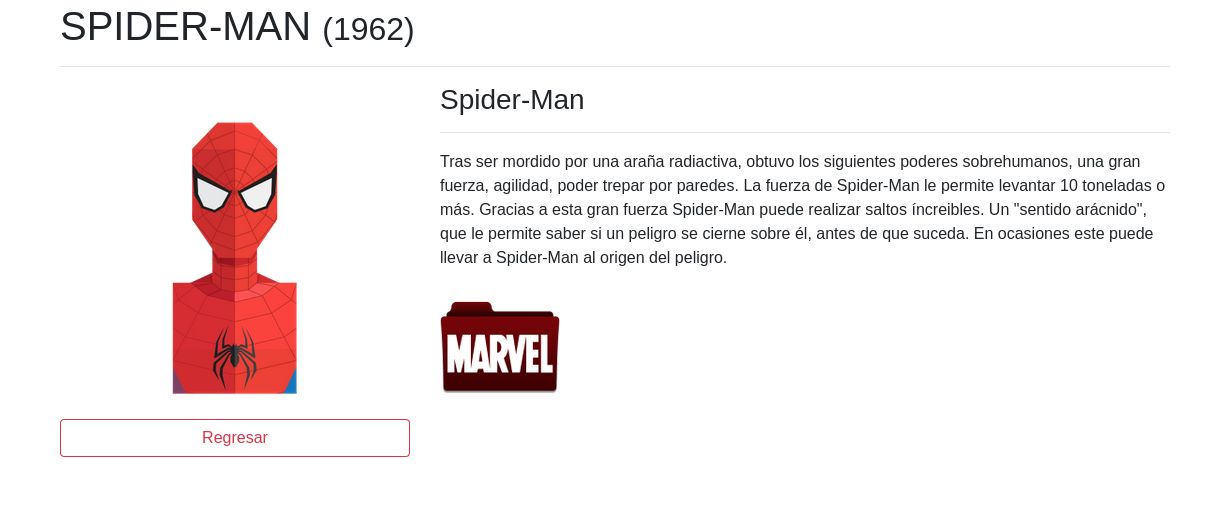 SPIDER-MAN (1962)
Spider-Man
Tras ser mordido por una araña radiactiva, obtuvo los siguientes poderes sobrehumanos, una gran
fuerza, agilidad, poder trepar por paredes. La fuerza de Spider-Man le permite levantar 10 toneladas o
más. Gracias a esta gran fuerza Spider-Man puede realizar saltos íncreibles. Un "sentido arácnido",
que le permite saber si un peligro se cierne sobre él, antes de que suceda. En ocasiones este puede
llevar a Spider-Man al origen del peligro.
MARVEL
Regresar